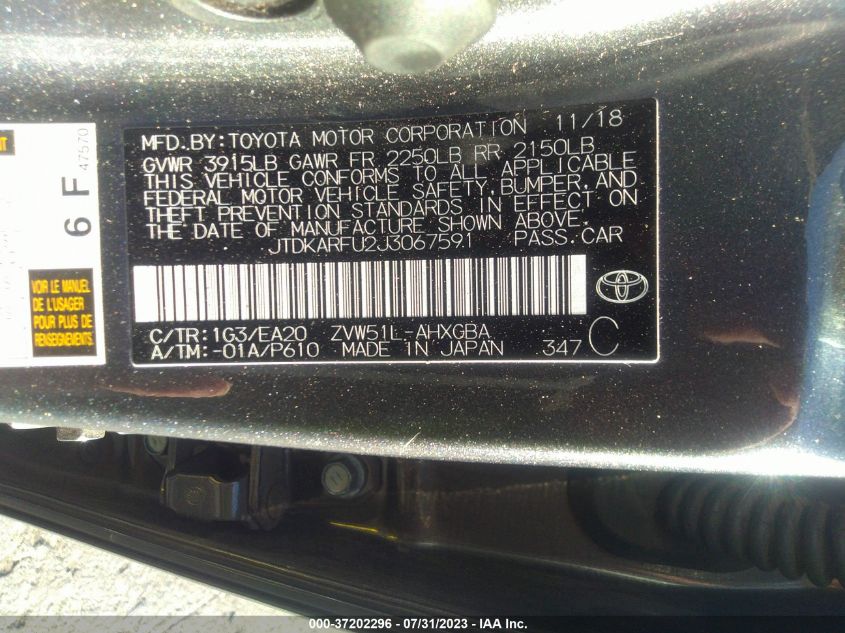 MFD.BY:TOYOTA MOTOR CORPORATION 11/18
GVWR 3915LB GAWR FR 2250LB RR 2150LB
THIS VEHICLE CONFORMS TO ALL APPLICABLE
FEDERAL MOTOR VEHICLE SAFETY,BUMPER,AND
THEFT PREVENTION STANDARDS IN EFFECT ON
THE DATE OF MANUFACTURE SHOWN ABOVE.
JTDKARFU2J3067591 PASS.CAR
C/TR:1G3/EA20 ZVW51L-AHXGBA
A/TM:-01A/P610 MADE IN JAPAN 347 C
6 F
47570
VOIR LE MANUEL
DE L'USAGER
POUR PLUS DE
000-37202296 - 07/31/2023 - IAA Inc.